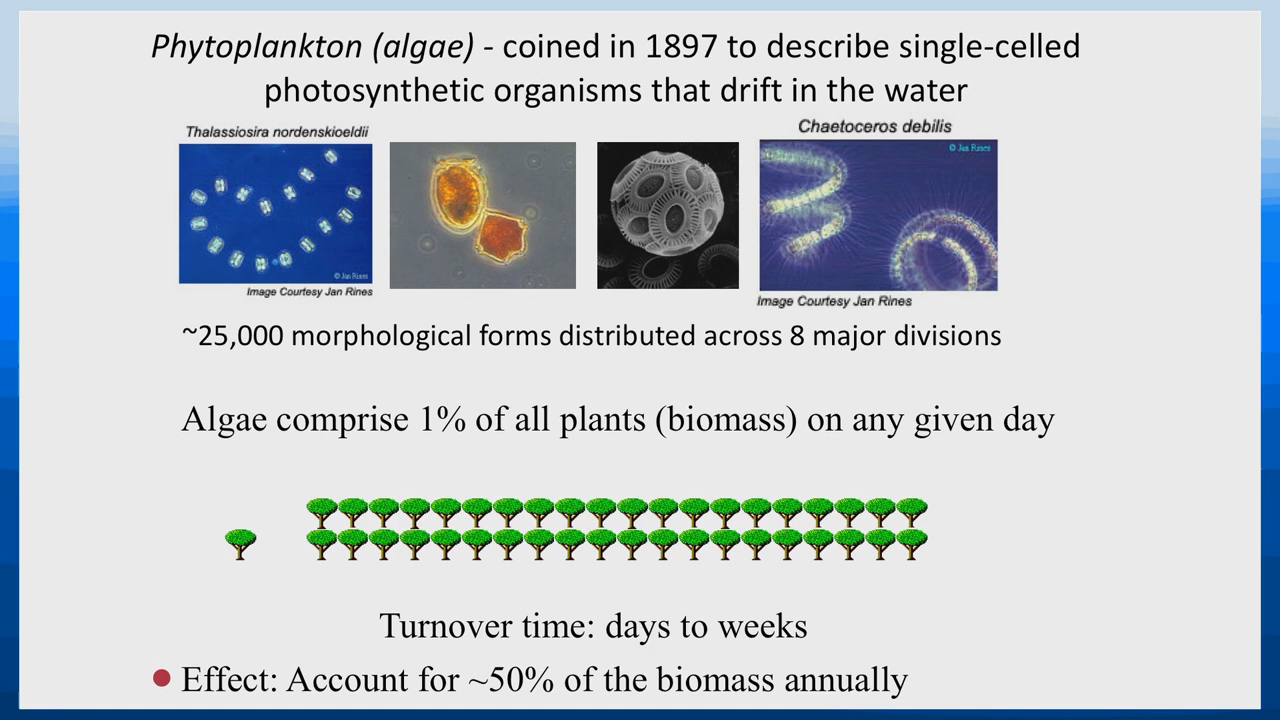 Phytoplankton (algae) - coined in 1897 to describe single-celled
photosynthetic organisms that drift in the water
Thalassiosira nordenskioeldii
Chaetoceros debilis
© Jan Rines
© Jan Rines
Image Courtesy Jan Rines
Image Courtesy Jan Rines
~25,000 morphological forms distributed across 8 major divisions
Algae comprise 1% of all plants (biomass) on any given day
Turnover time: days to weeks
Effect: Account for ~50% of the biomass annually